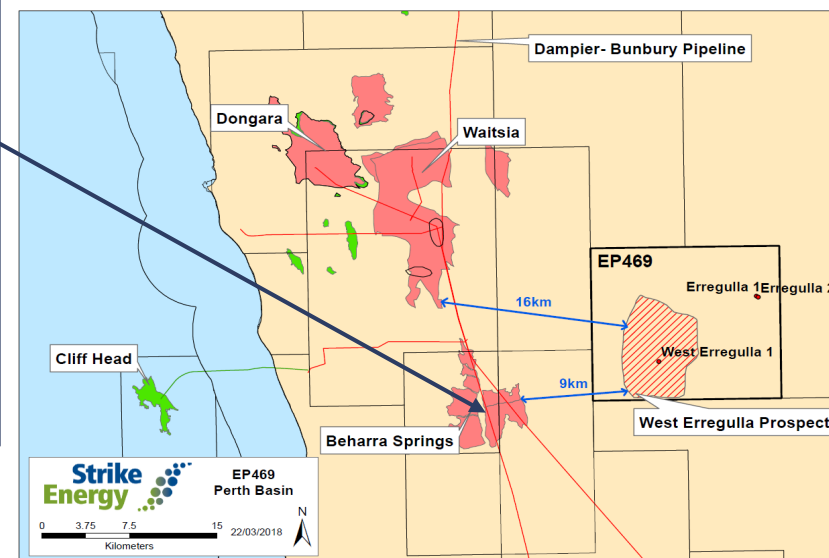 Dampier- Bunbury Pipeline
Dongara
Waitsia
EP469
Erregulla 1
Erregulla 2
16km
West Erregulla 1
Cliff Head
9km
West Erregulla Prospect
Beharra Springs
Strike
Energy
EP469
Perth Basin
N
0 3.75 7.5 15
22/03/2018
Kilometers